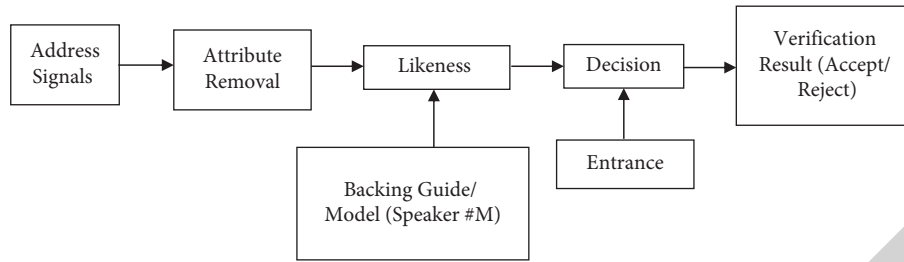 Address
Signals
Attribute
Removal
Likeness
Decision
Verification
Result (Accept/
Reject)
Backing Guide/
Model (Speaker #M)
Entrance